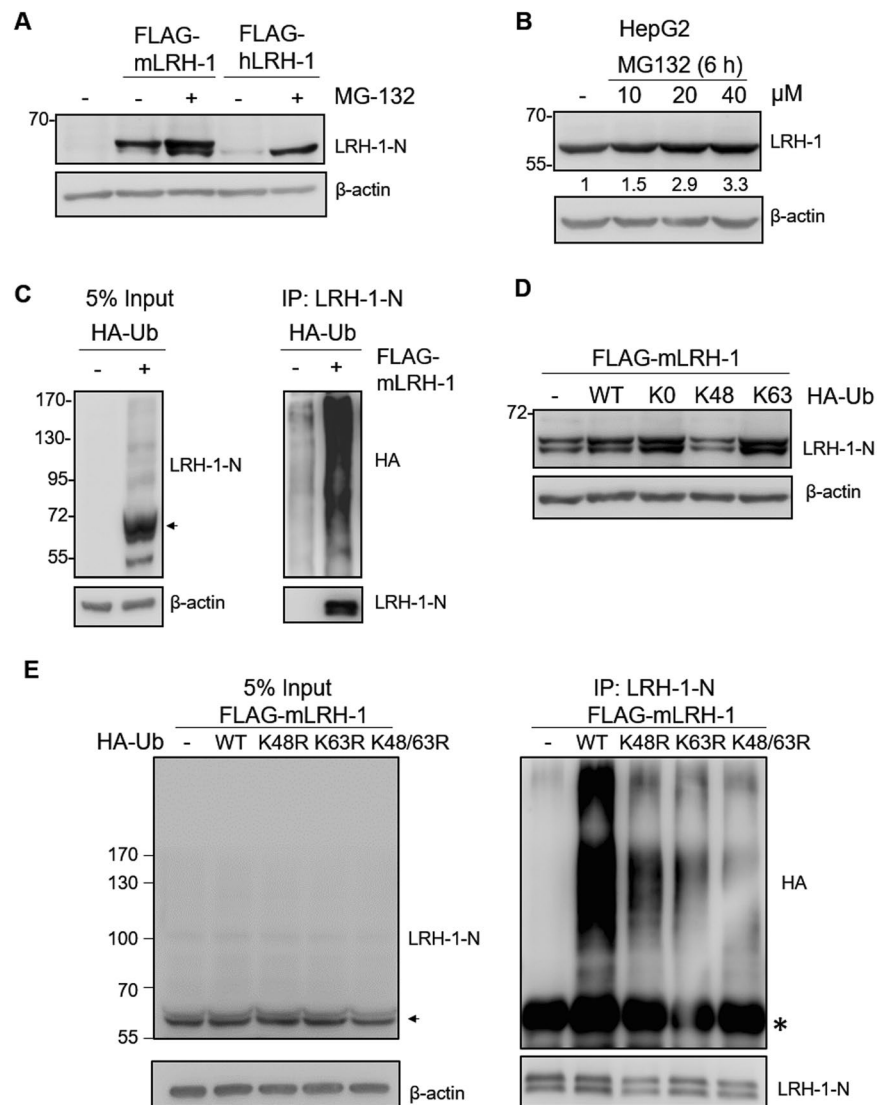 A
FLAG-
mLRH-1
FLAG-
hLRH-1
- - + - + MG-132
70-
LRH-1-N
β-actin
B
HepG2
MG132 (6 h)
- 10 20 40 µM
70-
LRH-1
55-
1 1.5 2.9 3.3
β-actin
C
5% Input
HA-Ub
- +
170-
130-
95-
LRH-1-N
72-
55-
β-actin
IP: LRH-1-N
HA-Ub
- + FLAG-
mLRH-1
HA
LRH-1-N
D
FLAG-mLRH-1
- WT K0 K48 K63 HA-Ub
72-
LRH-1-N
β-actin
E
5% Input
FLAG-mLRH-1
HA-Ub - WT K48R K63R K48/63R
170
130
100
LRH-1-N
70
55
β-actin
IP: LRH-1-N
FLAG-mLRH-1
- WT K48R K63R K48/63R
HA
*
LRH-1-N